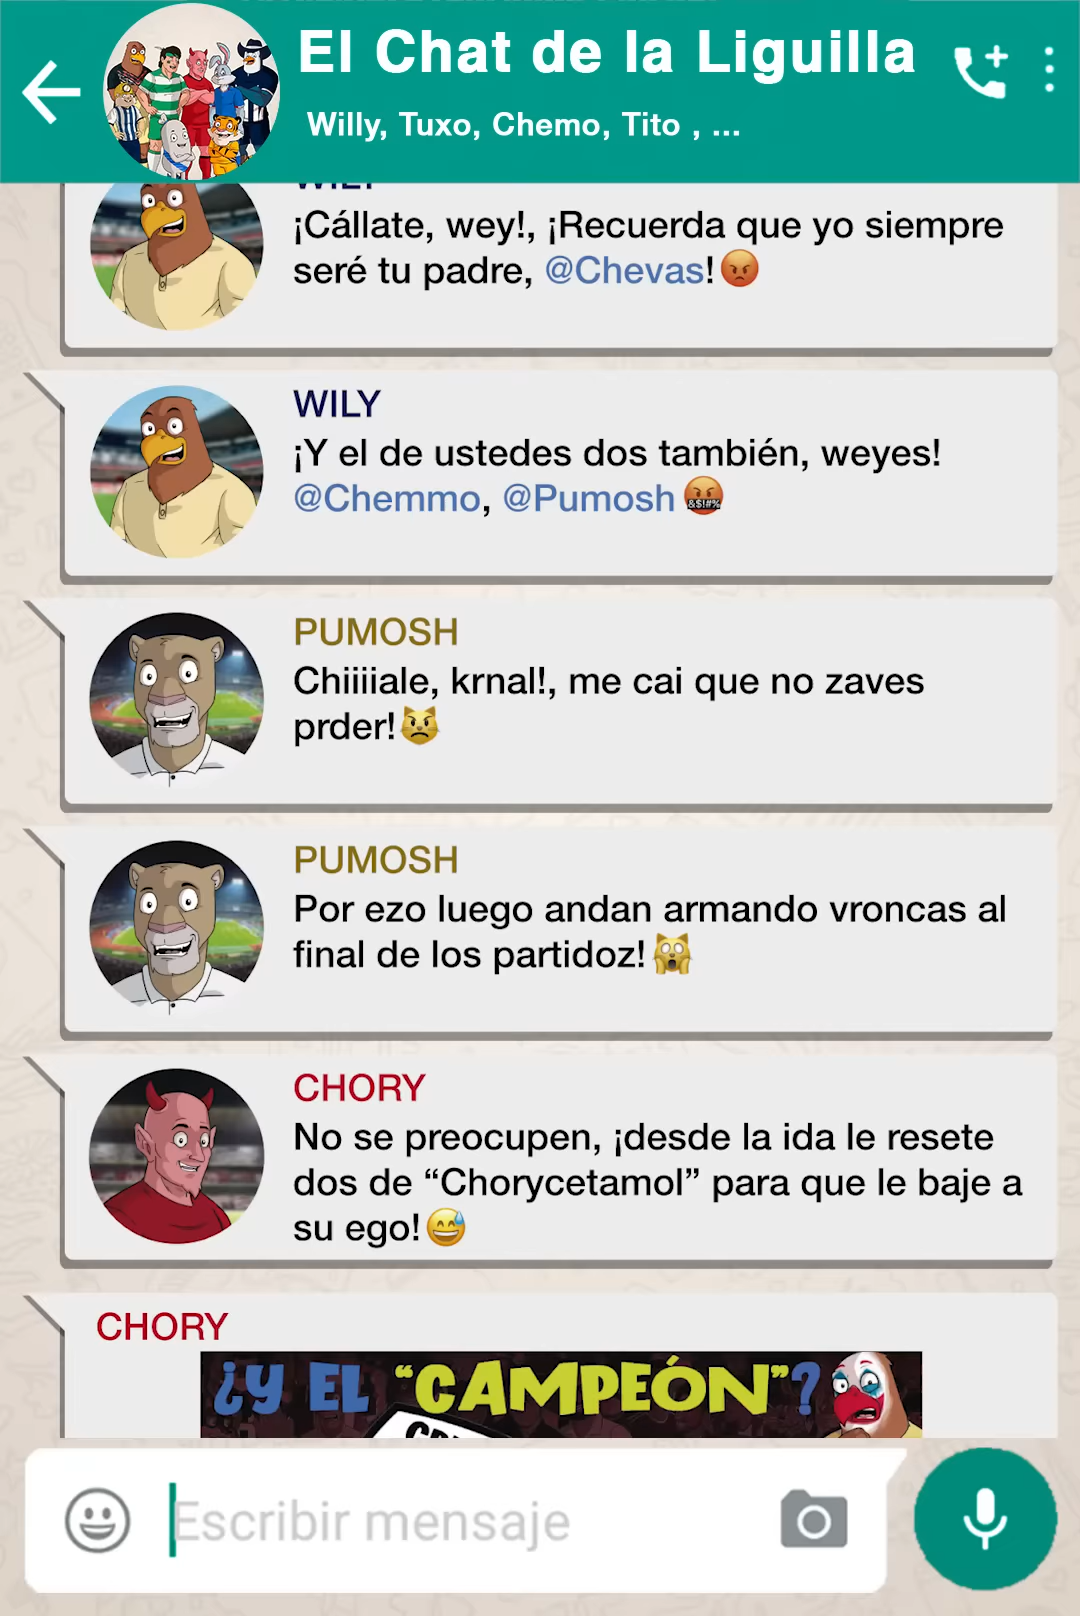 El Chat de la Liguilla
Willy, Tuxo, Chemo, Tito , ...
WILY
¡Cállate, wey!, ¡Recuerda que yo siempre
seré tu padre, @Chevas!
WILY
¡Y el de ustedes dos también, weyes!
@Chemmo, @Pumosh
&$!#%
PUMOSH
Chiiiiale, krnal!, me cai que no zaves
prder!
PUMOSH
Por ezo luego andan armando vroncas al
final de los partidoz!
CHORY
No se preocupen, ¡desde la ida le resete
dos de “Chorycetamol” para que le baje a
su ego!
CHORY
¿Y EL “CAMPEÓN”?
Escribir mensaje